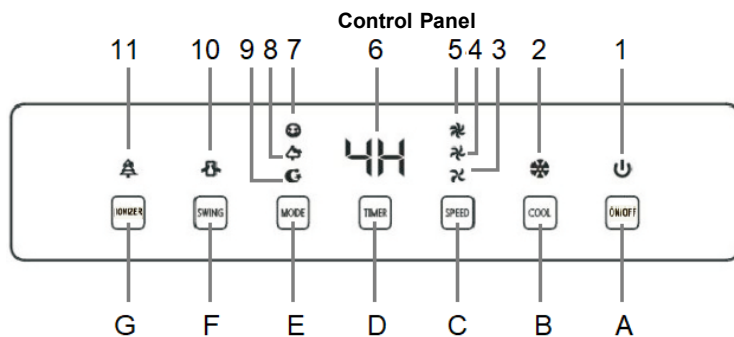 Control Panel
11 10 9 8 7 6 5 4 3 2 1
4H
IONIZER SWING MODE TIMER SPEED COOL ON/OFF
G F E D C B A